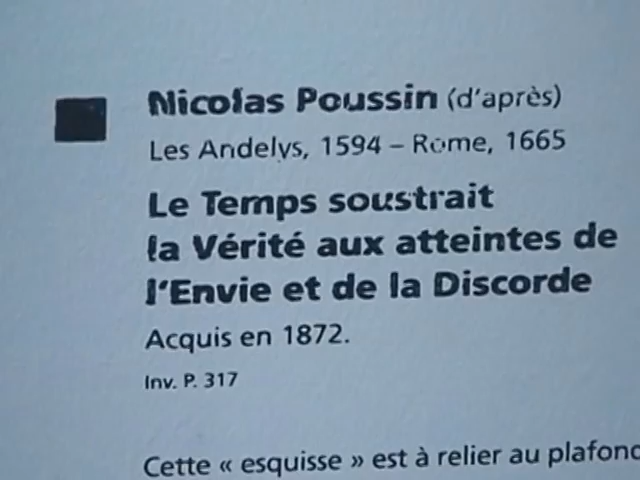 Nicolas Poussin (d'après)
Les Andelys, 1594 – Rome, 1665
Le Temps soustrait
la Vérité aux atteintes de
l'Envie et de la Discorde
Acquis en 1872.
Inv. P. 317
Cette « esquisse » est à relier au plafond